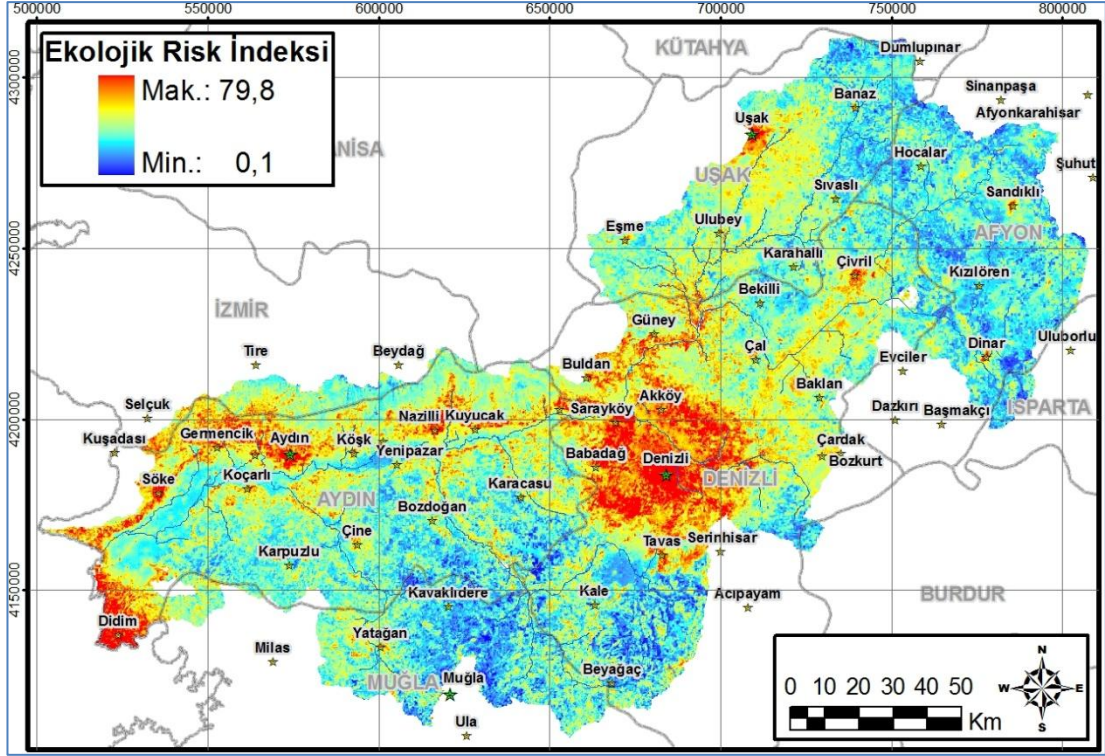 500000 550000 600000 650000 700000 750000 800000
4300000
4250000
4200000
4150000
Ekolojik Risk İndeksi
Mak.: 79,8
Min.: 0,1
KÜTAHYA
Dumlupınar
Sinanpaşa
Banaz
Afyonkarahisar
Uşak
ANİSA
Hocalar
Şuhut
UŞAK
Sıvaslı
Sandıklı
Ulubey
Eşme
AFYON
Karahallı
Çivril
Kızılören
Bekilli
İZMİR
Güney
Tire
Beydağ
Buldan
Çal
Evciler
Dinar
Uluborlu
Selçuk
Akköy
Baklan
Sarayköy
Dazkırı
Başmakçı
ISPARTA
Nazilli
Kuyucak
Kuşadası
Germencik
Aydın
Köşk
Yenipazar
Babadağ
Denizli
Çardak
Bozkurt
DENİZLİ
Söke
Koçarlı
AYDIN
Karacasu
Bozdoğan
Çine
Tavas
Serinhisar
Karpuzlu
Kavaklıdere
Kale
Acıpayam
BURDUR
Didim
Milas
Yatağan
MUĞLA
Muğla
Beyağaç
Ula
N
W
E
S
0 10 20 30 40 50
Km